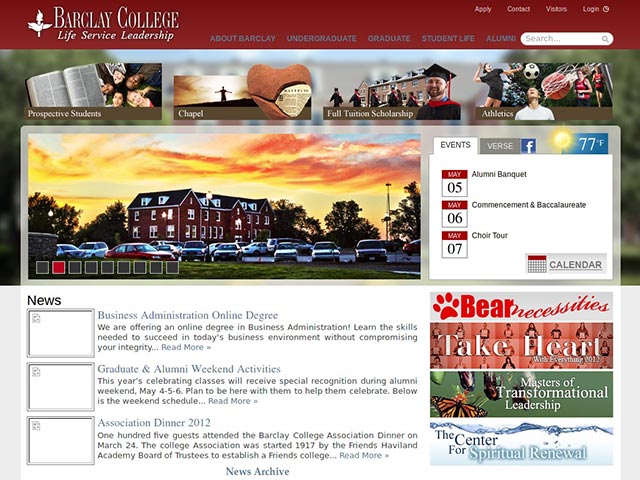 BARCLAY COLLEGE
Life Service Leadership
Apply Contact Visitors Login
ABOUT BARCLAY UNDERGRADUATE GRADUATE STUDENT LIFE ALUMNI
Search...
Prospective Students
Chapel
Full Tuition Scholarship
Athletics
EVENTS VERSE f
77°F
MAY
05
Alumni Banquet
MAY
06
Commencement & Baccalaureate
MAY
07
Choir Tour
CALENDAR
News
Business Administration Online Degree
We are offering an online degree in Business Administration! Learn the skills
needed to succeed in today's business environment without compromising
your integrity... Read More »
Graduate & Alumni Weekend Activities
This year's celebrating classes will receive special recognition during alumni
weekend, May 4-5-6. Plan to be here with them to help them celebrate. Below
is the weekend schedule... Read More »
Association Dinner 2012
One hundred five guests attended the Barclay College Association Dinner on
March 24. The college Association was started 1917 by the Friends Haviland
Academy Board of Trustees to establish a Friends college... Read More »
News Archive
Bear necessities
Take Heart
With Everything 2012
Masters of
Transformational
Leadership
The Center
For Spiritual Renewal